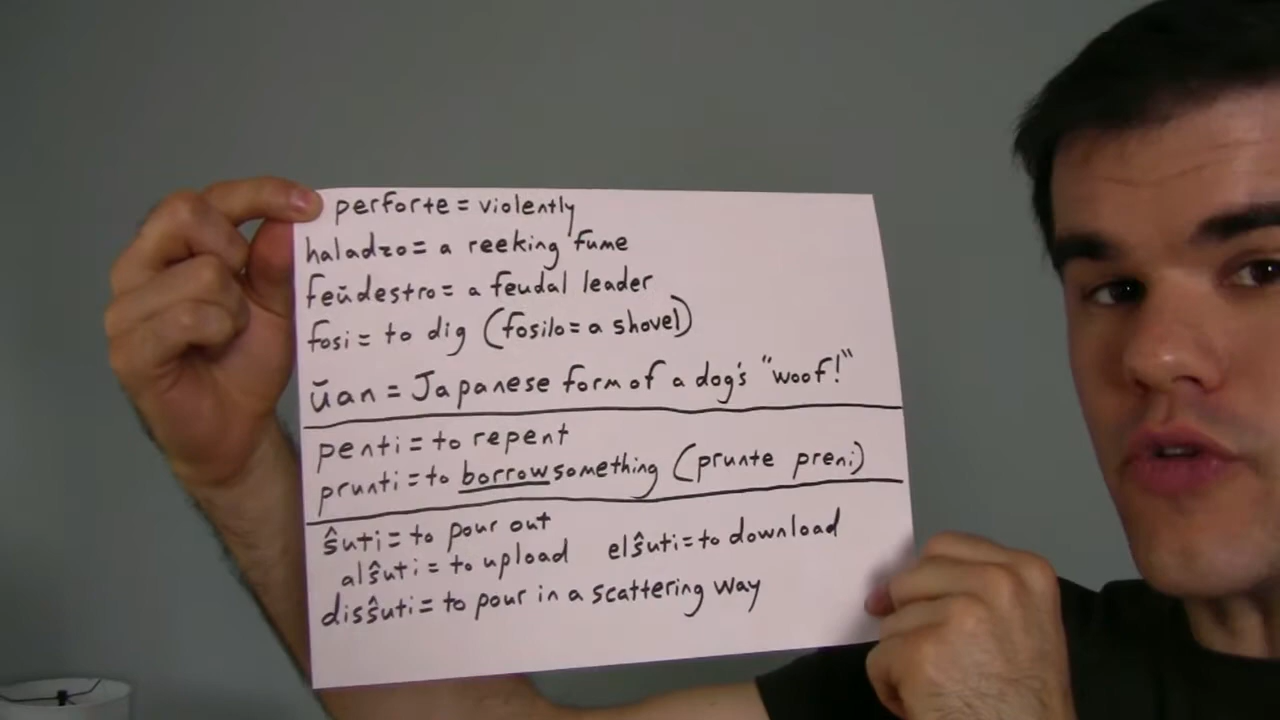 perforte = violently
haladzo = a reeking fume
feŭdestro = a feudal leader
fosi = to dig (fosilo = a shovel)
ŭan = Japanese form of a dog's "woof!"
penti = to repent
prunti = to borrow something (prunte preni)
ŝuti = to pour out
alŝuti = to upload elŝuti = to download
disŝuti = to pour in a scattering way